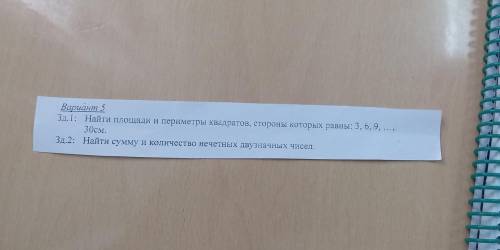 Вариант 5
Зд.1: Найти площади и периметры квадратов, стороны которых равны: 3, 6, 9, …,
30см.
Зд.2: Найти сумму и количество нечетных двузначных чисел.